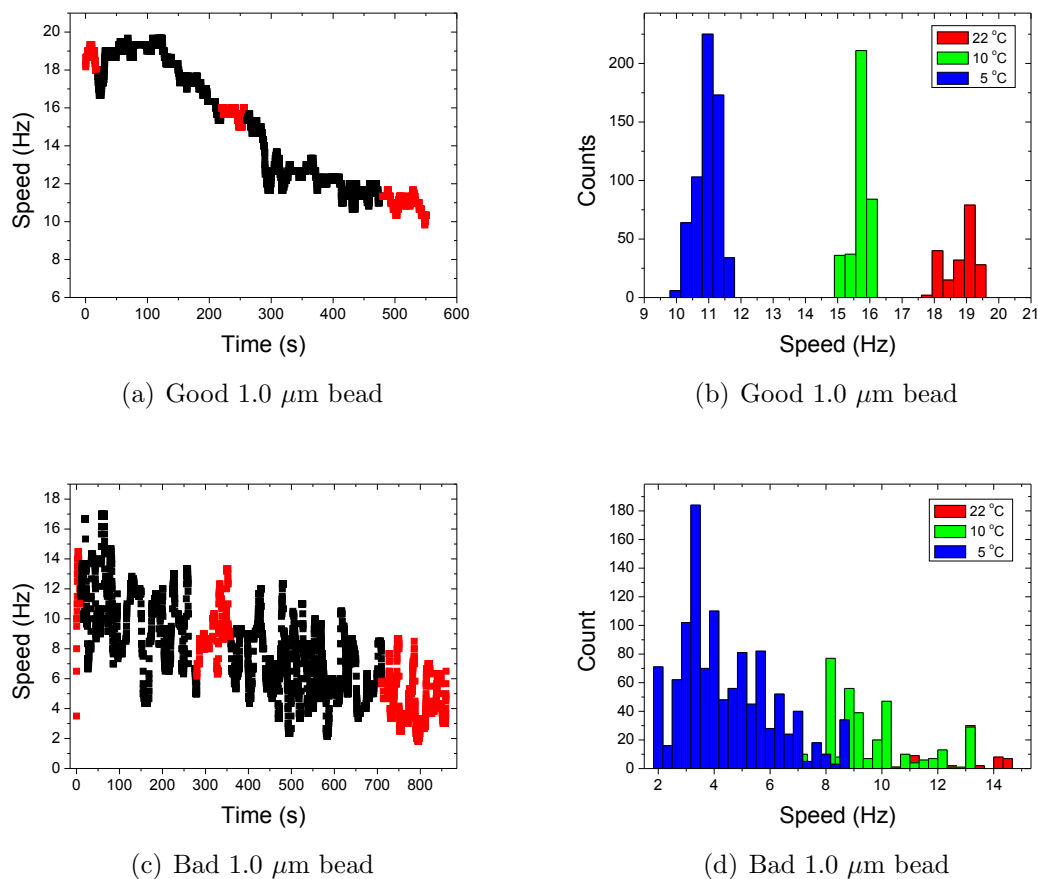 20
18
16
14
12
10
8
6
0 100 200 300 400 500 600
Speed (Hz)
Time (s)
(a) Good 1.0 μm bead
200
150
100
50
0
9 10 11 12 13 14 15 16 17 18 19 20 21
Counts
Speed (Hz)
22 °C
10 °C
5 °C
(b) Good 1.0 μm bead
18
16
14
12
10
8
6
4
2
0
0 100 200 300 400 500 600 700 800
Speed (Hz)
Time (s)
(c) Bad 1.0 μm bead
180
160
140
120
100
80
60
40
20
0
2 4 6 8 10 12 14
Count
Speed (Hz)
22 °C
10 °C
5 °C
(d) Bad 1.0 μm bead